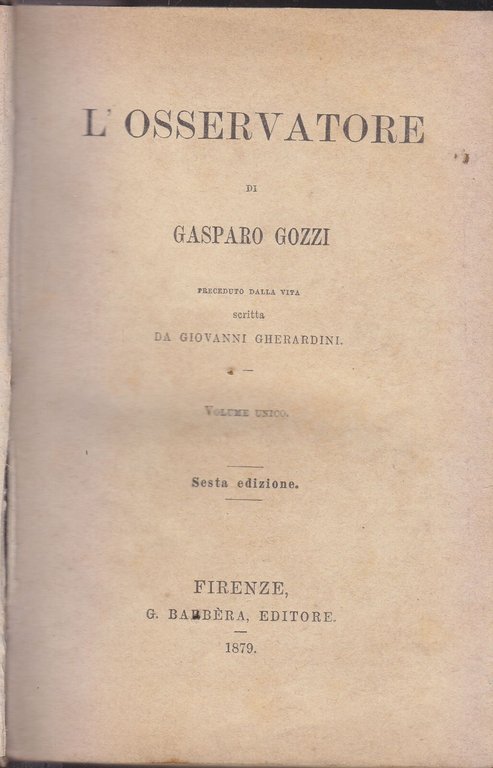 L'OSSERVATORE
DI
GASPARO GOZZI
PRECEDUTO DALLA VITA
scritta
DA GIOVANNI GHERARDINI.
VOLUME UNICO.
Sesta edizione.
FIRENZE,
G. BARBÈRA, EDITORE.
1879.